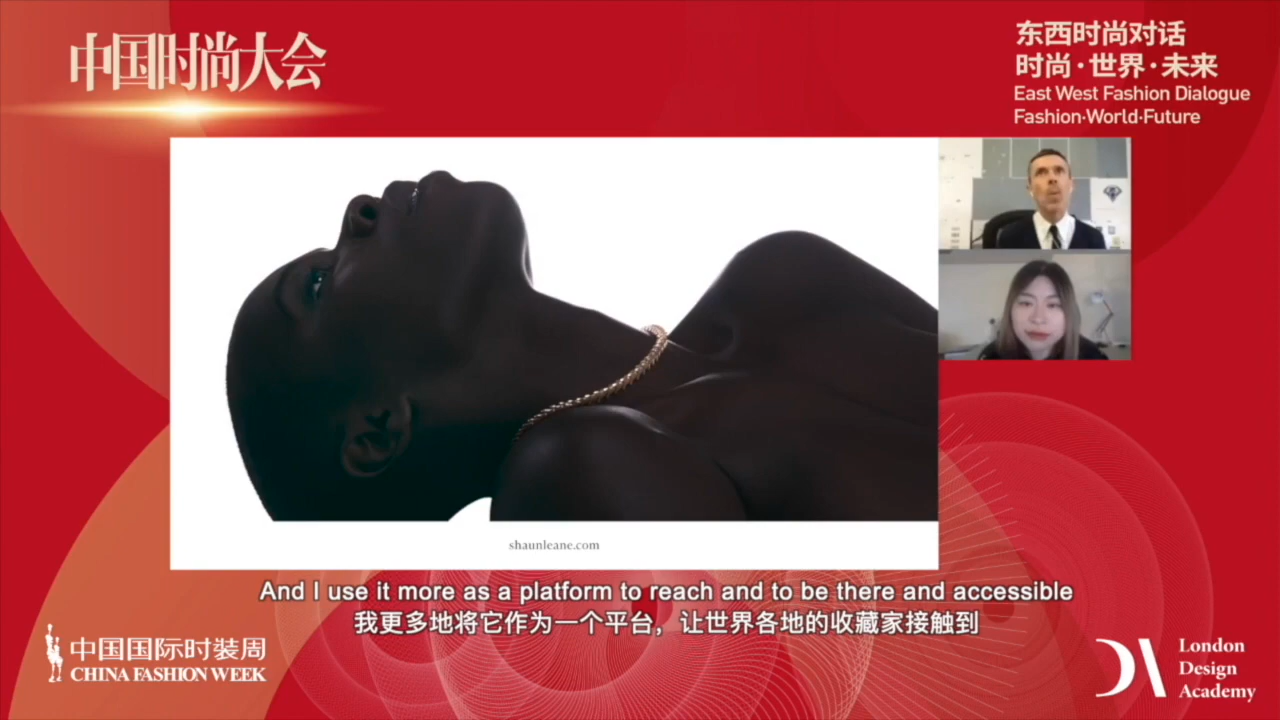 中国时尚大会
东西时尚对话
时尚·世界·未来
East West Fashion Dialogue
Fashion·World·Future
shaunleane.com
And I use it more as a platform to reach and to be there and accessible
我更多地将它作为一个平台，让世界各地的收藏家接触到
中国国际时装周
CHINA FASHION WEEK
London
Design
Academy